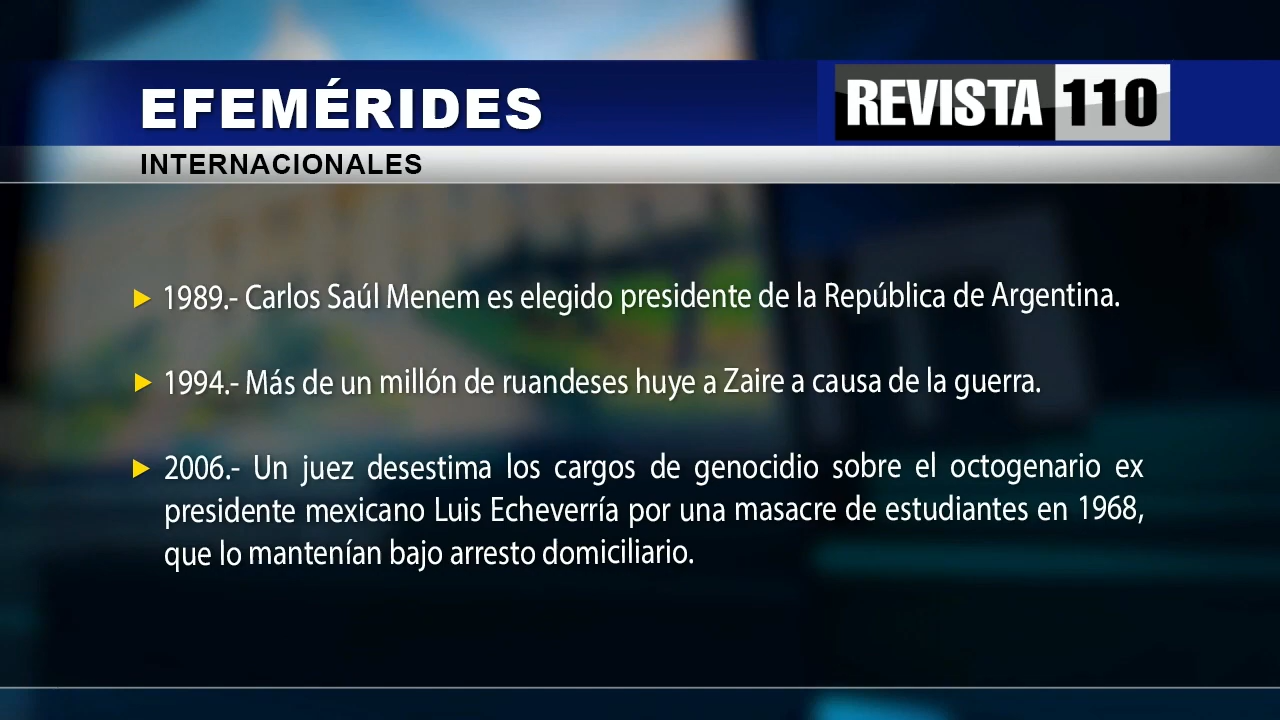 EFEMÉRIDES
REVISTA 110
INTERNACIONALES
1989.- Carlos Saúl Menem es elegido presidente de la República de Argentina.
1994.- Más de un millón de ruandeses huye a Zaire a causa de la guerra.
2006.- Un juez desestima los cargos de genocidio sobre el octogenario ex
presidente mexicano Luis Echeverría por una masacre de estudiantes en 1968,
que lo mantenían bajo arresto domiciliario.